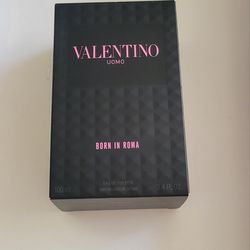 VALENTINO
UOMO
BORN IN ROMA
EAU DE TOILETTE
100 ml
3.4 FL. OZ.